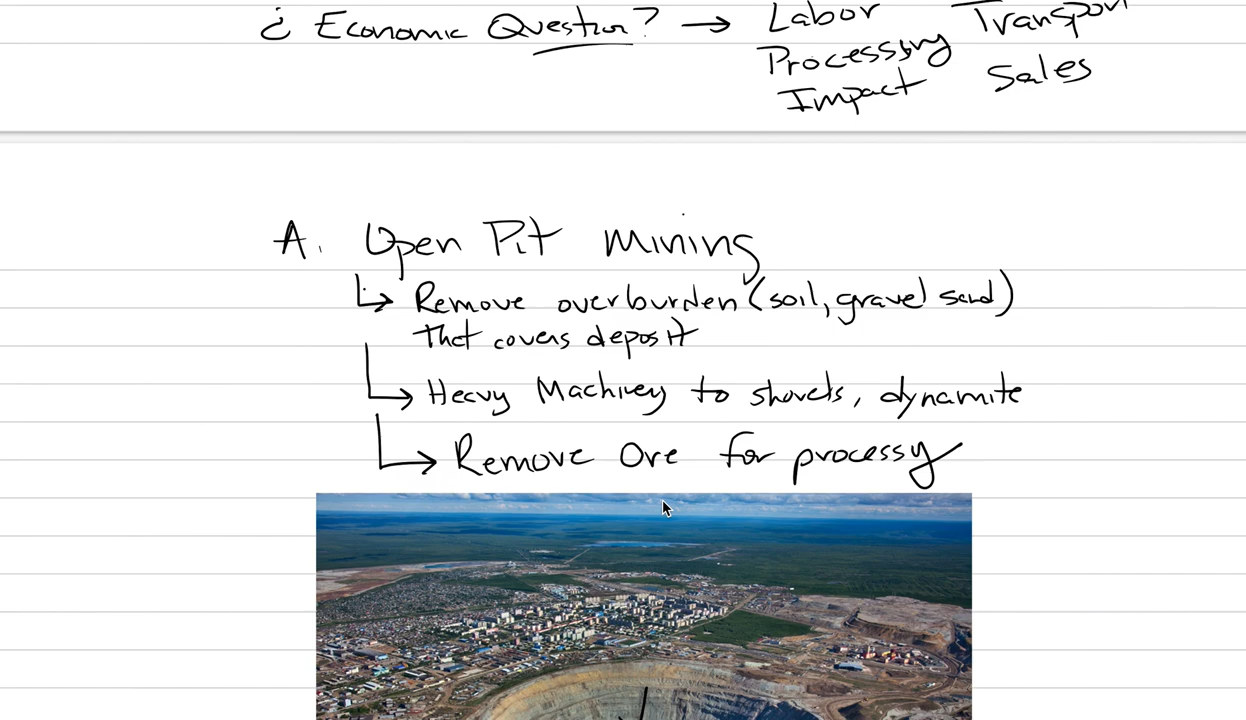 ¿ Economic Question? → Labor Transport
Processing Sales
Impact
A. Open Pit Mining
↳ Remove overburden (soil, gravel sand)
that covers deposit
↳ Heavy Machinery to shovels, dynamite
↳ Remove Ore for processy